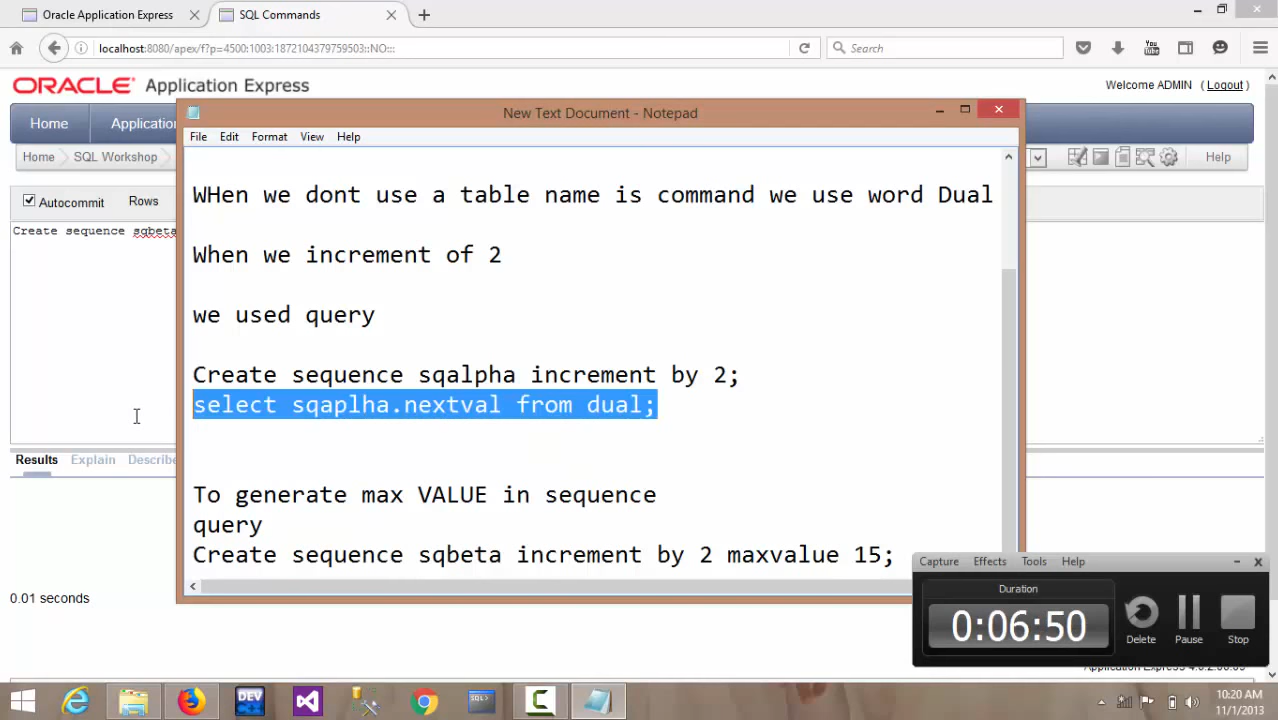 Oracle Application Express
SQL Commands
localhost:8080/apex/f?p=4500:1003:1872104379759503::NO:::
Search
You
ORACLE Application Express
Welcome ADMIN ( Logout )
Home
Application
Home SQL Workshop
Help
Autocommit Rows
Create sequence sqbeta
New Text Document - Notepad
File Edit Format View Help
WHen we dont use a table name is command we use word Dual
When we increment of 2
we used query
Create sequence sqalpha increment by 2;
select sqaplha.nextval from dual;
To generate max VALUE in sequence
query
Create sequence sqbeta increment by 2 maxvalue 15;
Results Explain Describe
0.01 seconds
Capture Effects Tools Help
Duration
0:06:50
Delete Pause Stop
DEV
SQL>
10:20 AM
11/1/2013